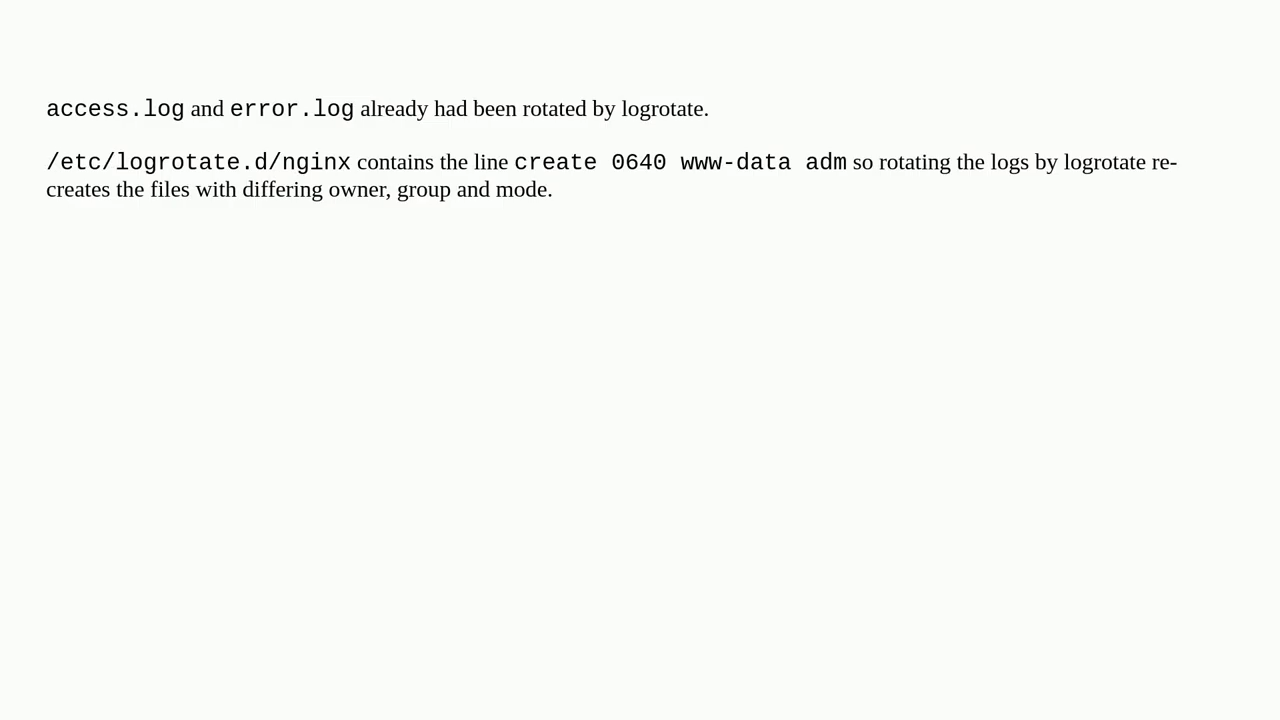 access.log and error.log already had been rotated by logrotate.
/etc/logrotate.d/nginx contains the line create 0640 www-data adm so rotating the logs by logrotate re-
creates the files with differing owner, group and mode.